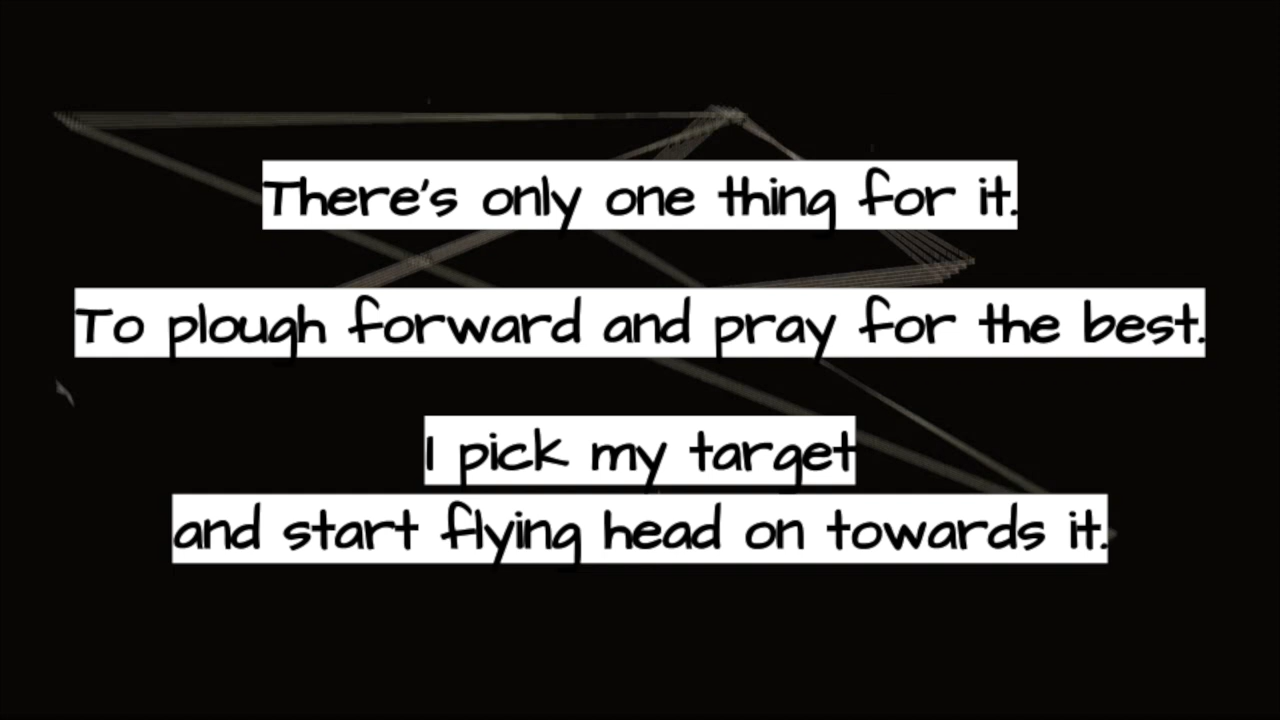 There's only one thing for it.
To plough forward and pray for the best.
I pick my target
and start flying head on towards it.